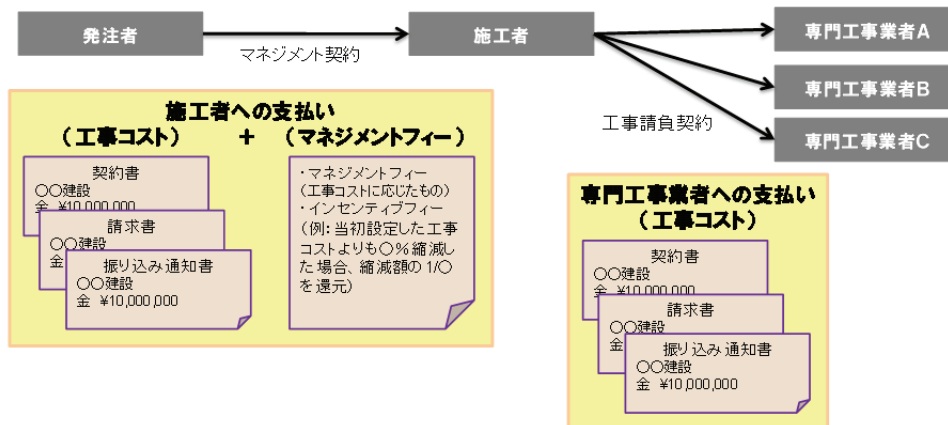 発注者
マネジメント契約
施工者
専門工事業者A
専門工事業者B
専門工事業者C
工事請負契約
施工者への支払い
（工事コスト） + （マネジメントフィー）
契約書
○○建設
金 ¥10,000,000
請求書
○○建設
金
振り込み通知書
○○建設
金 ¥10,000,000
・マネジメントフィー
（工事コストに応じたもの）
・インセンティブフィー
（例：当初設定した工事
コストよりも○％縮減し
た場合、縮減額の1/○
を還元）
専門工事業者への支払い
（工事コスト）
契約書
○○建設
金 ¥10,000,000
請求書
○○建設
金
振り込み通知書
○○建設
金 ¥10,000,000